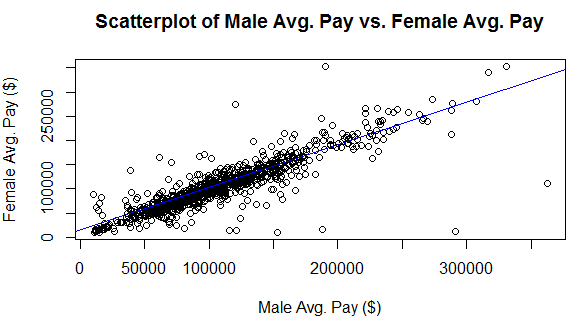 Scatterplot of Male Avg. Pay vs. Female Avg. Pay
Female Avg. Pay ($)
250000
100000
0
0
50000
100000
200000
300000
Male Avg. Pay ($)